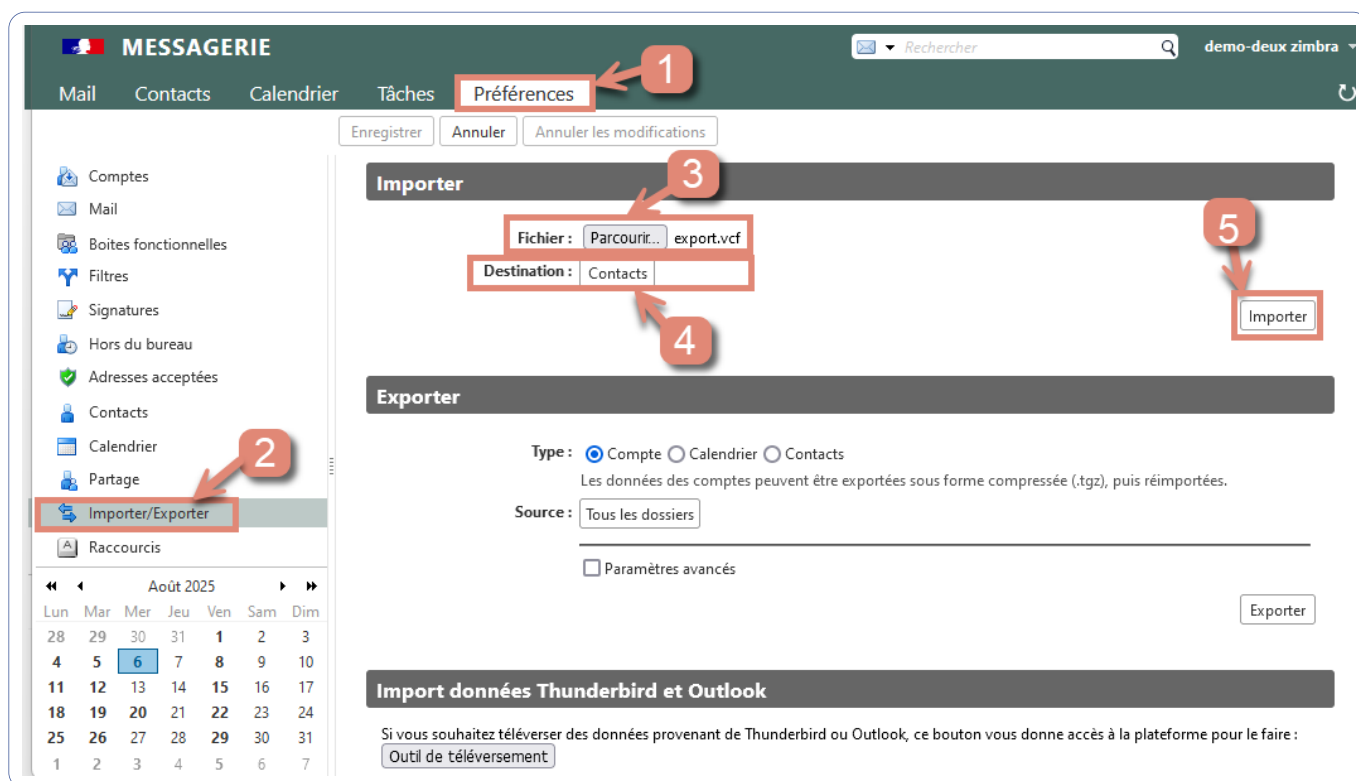 MESSAGERIE
Rechercher
demo-deux zimbra
Mail Contacts Calendrier Tâches Préférences
1
Enregistrer Annuler Annuler les modifications
Comptes
Mail
Boites fonctionnelles
Filtres
Signatures
Hors du bureau
Adresses acceptées
Contacts
Calendrier
Partage
2
Importer/Exporter
Raccourcis
Août 2025
Lun Mar Mer Jeu Ven Sam Dim
28 29 30 31 1 2 3
4 5 6 7 8 9 10
11 12 13 14 15 16 17
18 19 20 21 22 23 24
25 26 27 28 29 30 31
1 2 3 4 5 6 7
Importer
3
Fichier : Parcourir... export.vcf
Destination : Contacts
4
5
Importer
Exporter
Type : Compte Calendrier Contacts
Les données des comptes peuvent être exportées sous forme compressée (.tgz), puis réimportées.
Source : Tous les dossiers
Paramètres avancés
Exporter
Import données Thunderbird et Outlook
Si vous souhaitez téléverser des données provenant de Thunderbird ou Outlook, ce bouton vous donne accès à la plateforme pour le faire :
Outil de téléversement